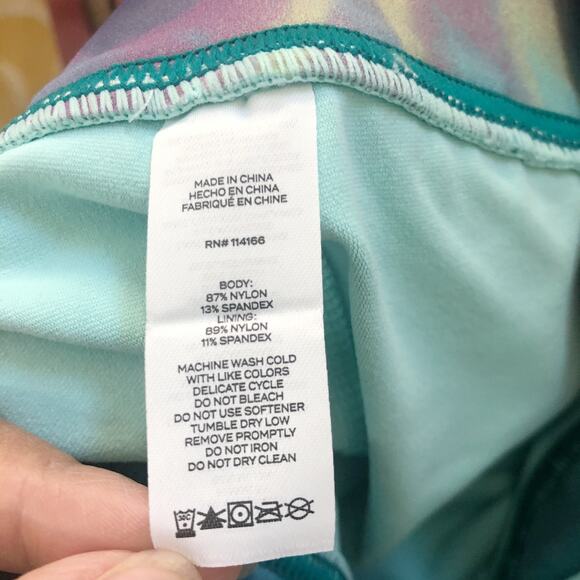 MADE IN CHINA
HECHO EN CHINA
FABRIQUÉ EN CHINE
RN# 114166
BODY:
87% NYLON
13% SPANDEX
LINING:
89% NYLON
11% SPANDEX
MACHINE WASH COLD
WITH LIKE COLORS
DELICATE CYCLE
DO NOT BLEACH
DO NOT USE SOFTENER
TUMBLE DRY LOW
REMOVE PROMPTLY
DO NOT IRON
DO NOT DRY CLEAN
30C